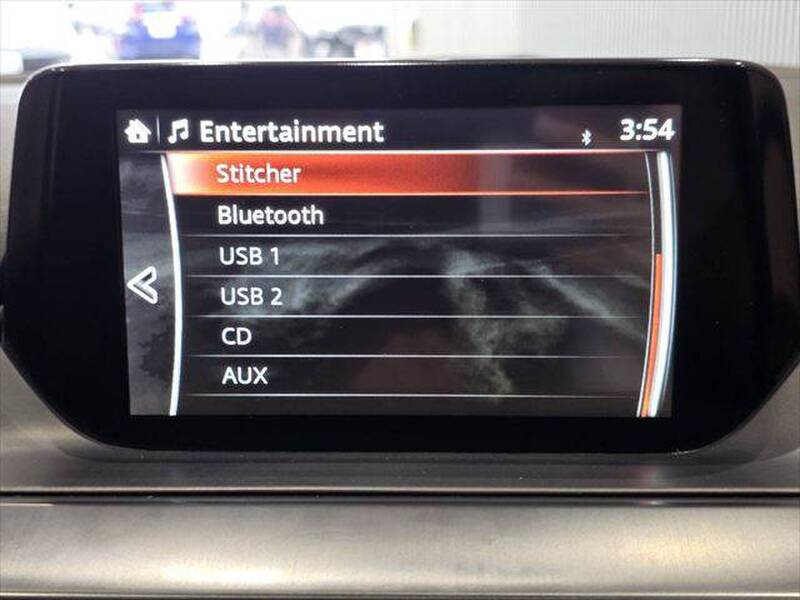 Entertainment 3:54
Stitcher
Bluetooth
USB 1
USB 2
CD
AUX